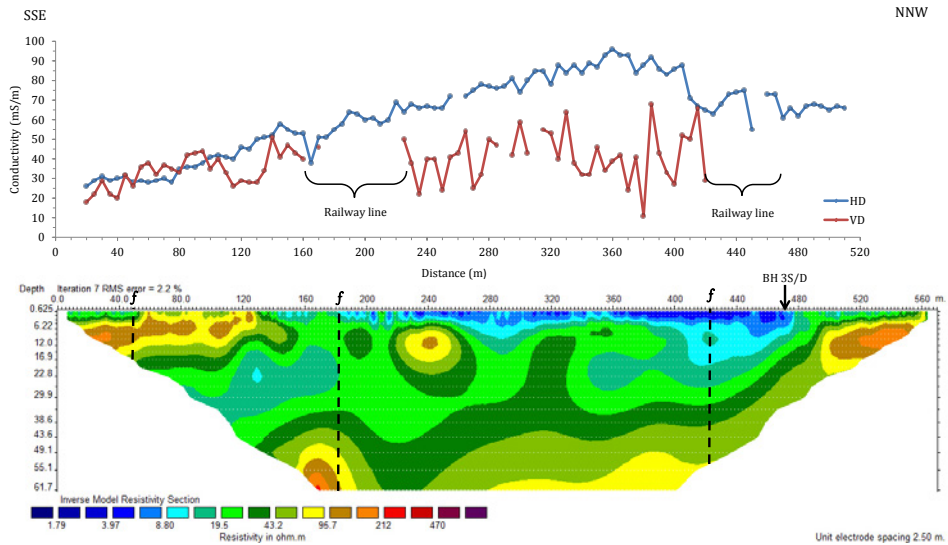 SSE
NNW
100
90
80
70
60
50
40
30
20
10
0
Conductivity (mS/m)
Railway line
Railway line
HD
VD
0 40 80 120 160 200 240 280 320 360 400 440 480 520
Distance (m)
BH 3S/D
Depth Iteration 7 RMS error = 2.2 %
f f f
0.0 40.0 80.0 120 160 200 240 280 320 360 400 440 480 520 560 m.
0.625
6.22
12.0
16.9
22.8
29.9
38.6
43.6
49.1
55.1
61.7
Inverse Model Resistivity Section
1.79 3.97 8.80 19.5 43.2 95.7 212 470
Resistivity in ohm.m
Unit electrode spacing 2.50 m.